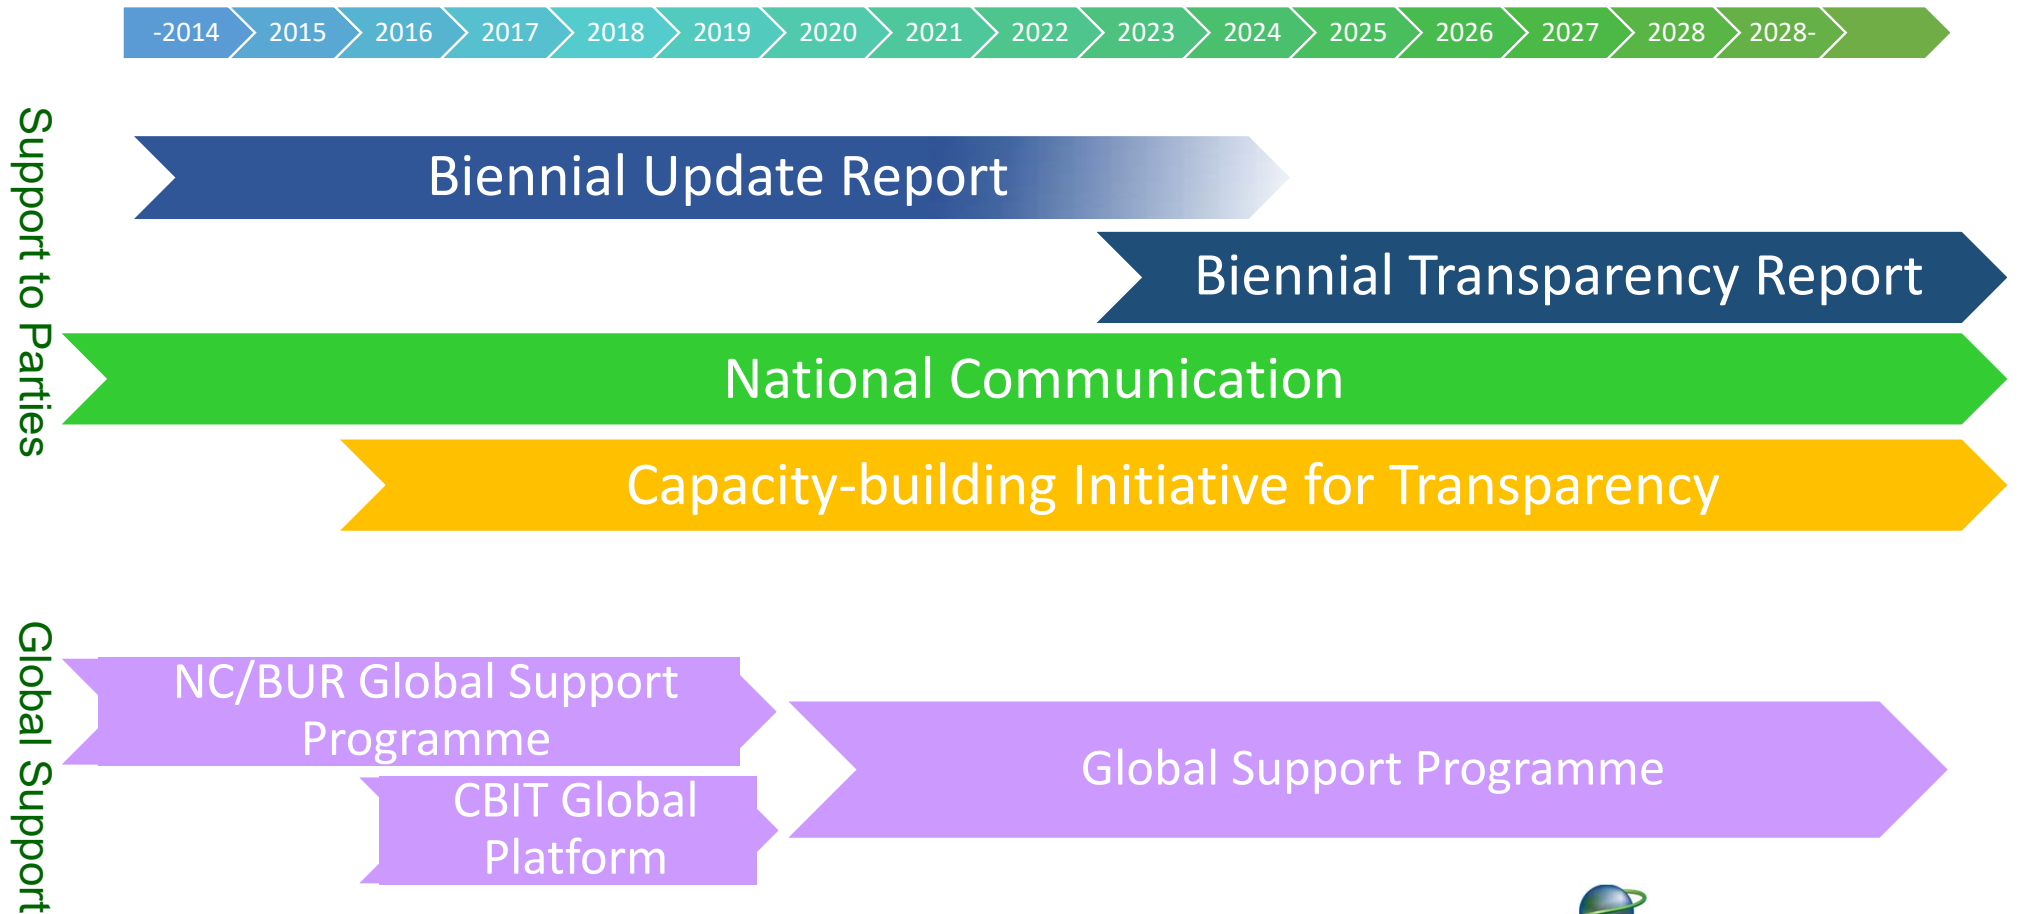 -2014 2015 2016 2017 2018 2019 2020 2021 2022 2023 2024 2025 2026 2027 2028 2028-
Support to Parties
Biennial Update Report
Biennial Transparency Report
National Communication
Capacity-building Initiative for Transparency
Global Support
NC/BUR Global Support
Programme
CBIT Global
Platform
Global Support Programme